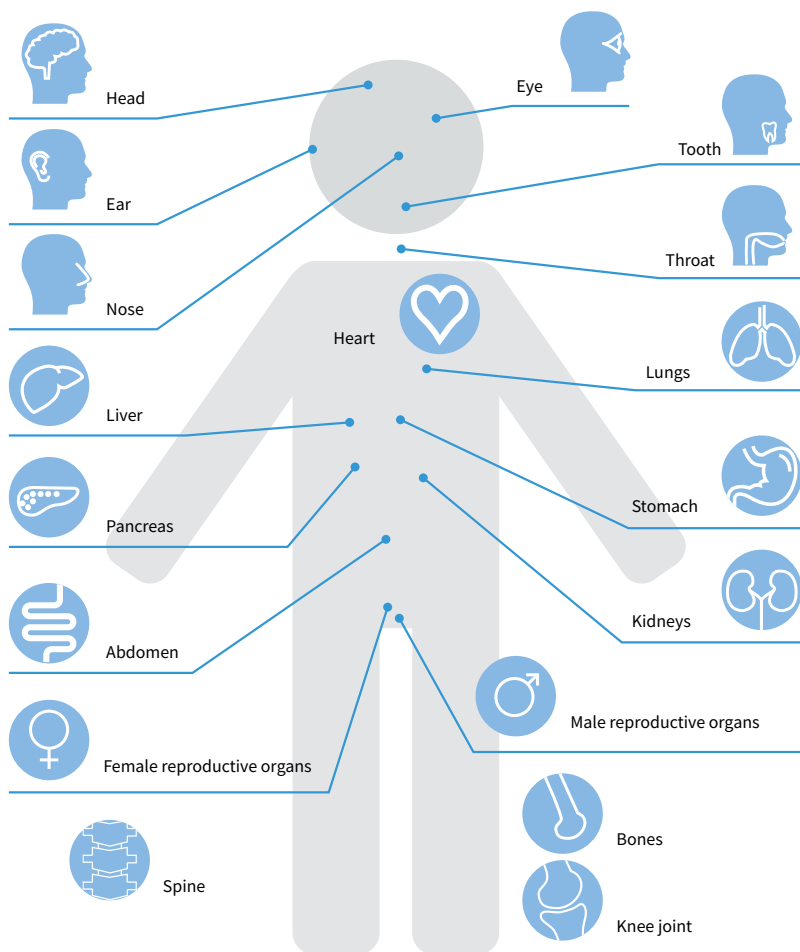 Head
Eye
Tooth
Ear
Throat
Nose
Heart
Lungs
Liver
Stomach
Pancreas
Kidneys
Abdomen
Male reproductive organs
Female reproductive organs
Bones
Spine
Knee joint